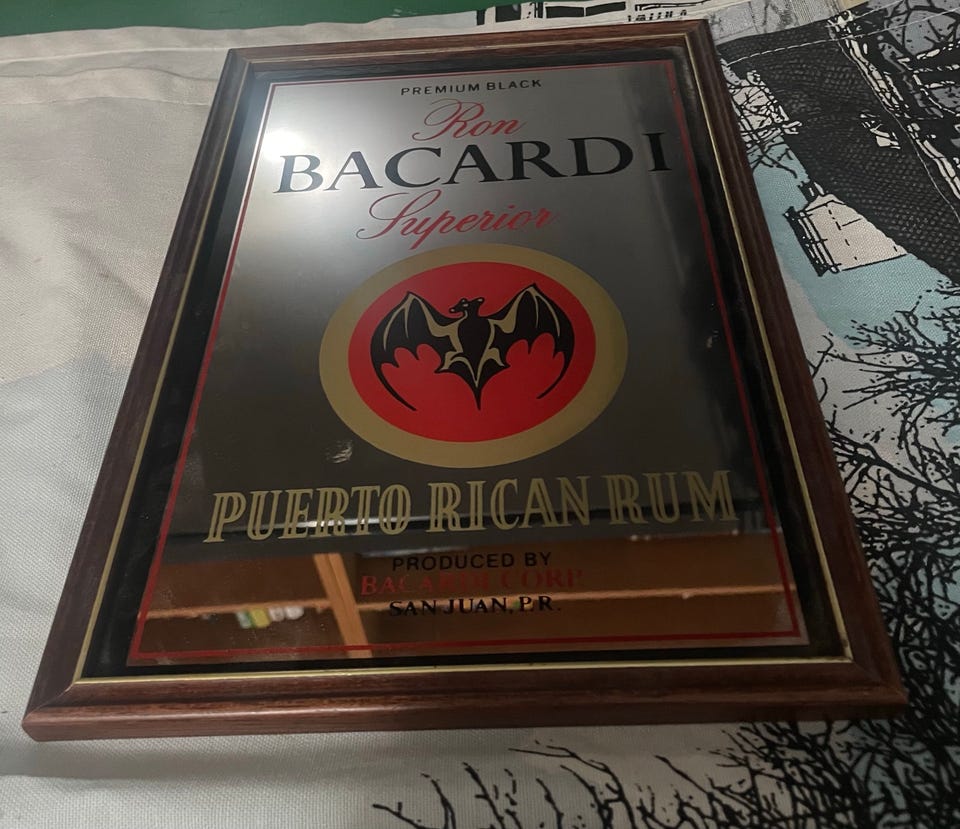 PREMIUM BLACK
Ron
BACARDI
Superior
PUERTO RICAN RUM
PRODUCED BY
BACARDI CORP
SAN JUAN, P.R.